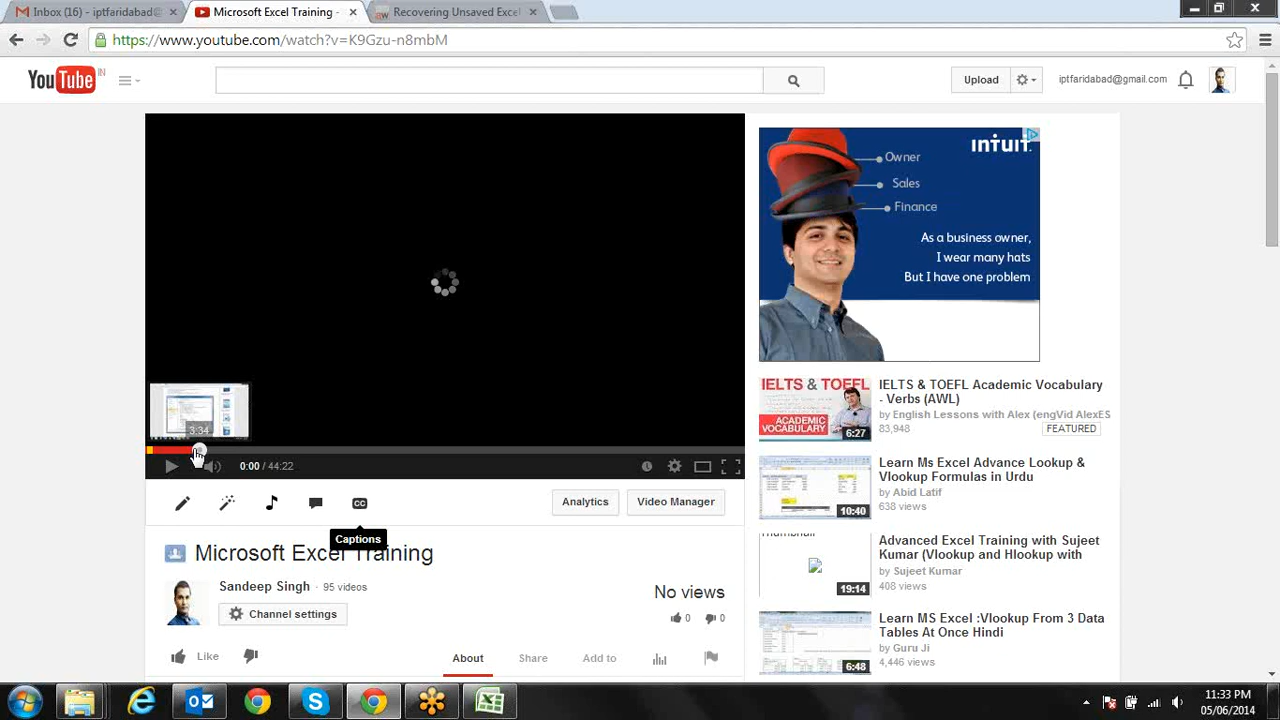 Inbox (16) - iptfaridabad@
Microsoft Excel Training -
Recovering Unsaved Excel
https://www.youtube.com/watch?v=K9Gzu-n8mbM
YouTube IN
Upload
iptfaridabad@gmail.com
intuit
Owner
Sales
Finance
As a business owner,
I wear many hats
But I have one problem
3:34
0:00
IELTS & TOEFL
ACADEMIC
VOCABULARY
6:27
IELTS & TOEFL Academic Vocabulary
- Verbs (AWL)
by English Lessons with Alex (engVid AlexES
83,948
FEATURED
10:40
Learn Ms Excel Advance Lookup &
Vlookup Formulas in Urdu
by Abid Latif
638 views
Analytics
Video Manager
Captions
Microsoft Excel Training
Sandeep Singh · 95 videos
Channel settings
No views
0
0
Thumbnail
19:14
Advanced Excel Training with Sujeet
Kumar (Vlookup and Hlookup with
by Sujeet Kumar
408 views
6:48
Learn MS Excel :Vlookup From 3 Data
Tables At Once Hindi
by Guru Ji
4,446 views
Like
About
Share
Add to
11:33 PM
05/06/2014